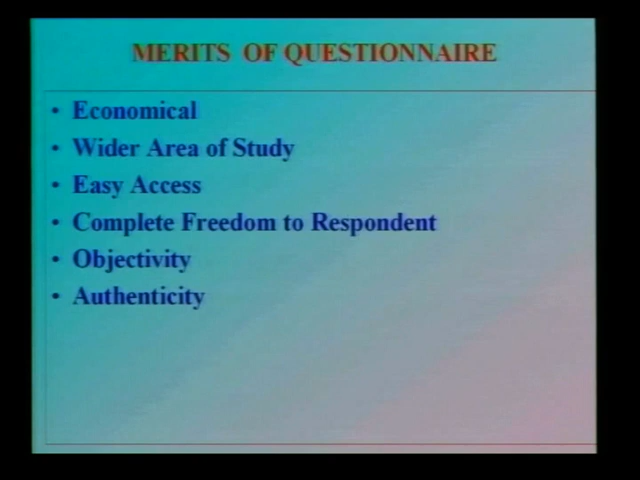 MERITS OF QUESTIONNAIRE
• Economical
• Wider Area of Study
• Easy Access
• Complete Freedom to Respondent
• Objectivity
• Authenticity